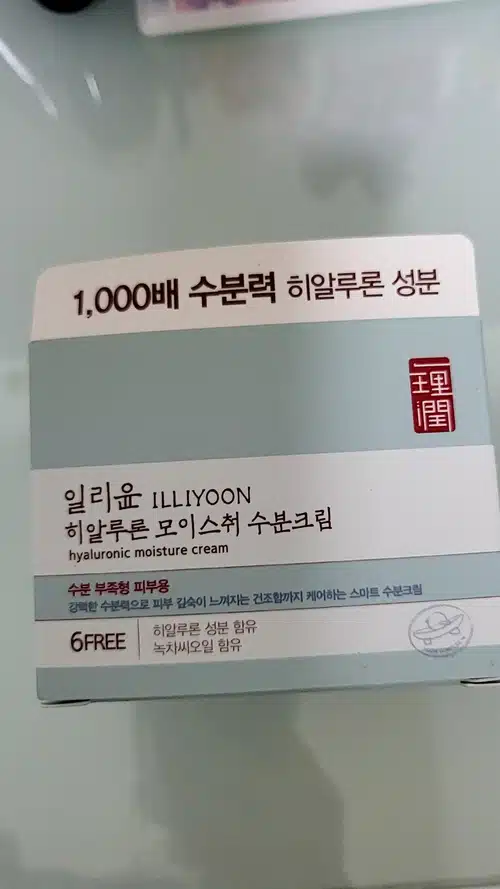 1,000배 수분력 히알루론 성분
一理潤
일리윤 ILLIYOON
히알루론 모이스춰 수분크림
hyaluronic moisture cream
수분 부족형 피부용
강력한 수분력으로 피부 깊숙이 느껴지는 건조함까지 케어하는 스마트 수분크림
6FREE
히알루론 성분 함유
녹차씨오일 함유